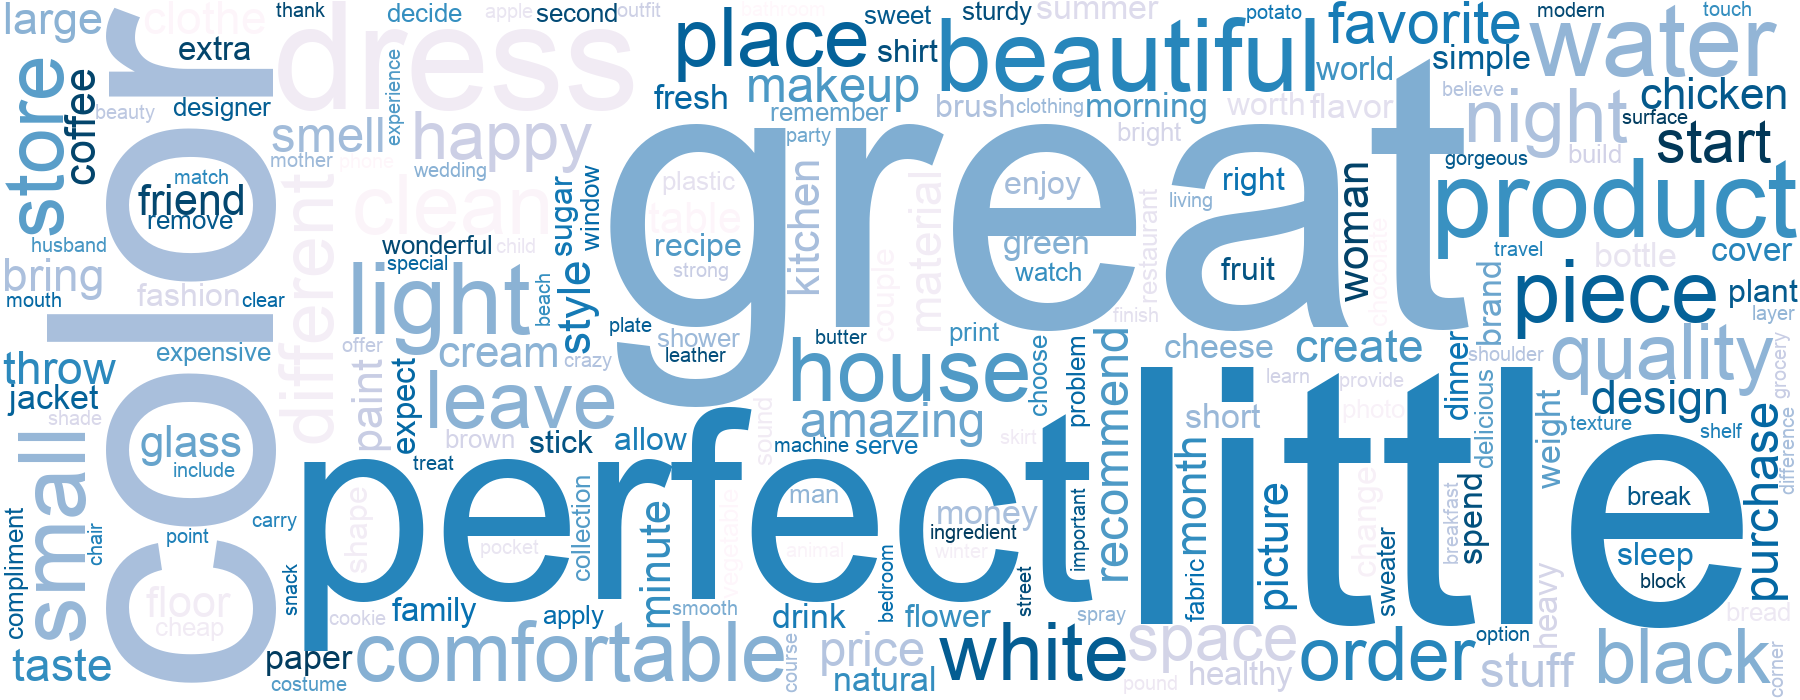 large
clothe
thank
decide
apple
second
outfit
bathroom
sweet
sturdy
summer
potato
favorite
modern
touch
extra
color
dress
place
shirt
beautiful
world
simple
water
store
coffee
beauty
designer
experience
smell
happy
fresh
makeup
remember
brush
clothing
morning
worth
flavor
believe
night
chicken
surface
start
mother
phone
wedding
party
bright
gorgeous
build
match
friend
remove
different
clean
sugar
window
great
plastic
table
recipe
strong
kitchen
material
enjoy
green
watch
restaurant
living
right
fruit
woman
chocolate
product
husband
wonderful
child
special
travel
bottle
cover
bring
mouth
fashion
clear
light
beach
style
couple
finish
brand
piece
plant
layer
plate
shower
leather
butter
print
expensive
offer
cream
crazy
house
choose
problem
recommend
cheese
create
dinner
shoulder
quality
grocery
throw
jacket
shade
paint
expect
leave
amazing
learn
provide
photo
short
delicious
weight
design
texture
shelf
small
glass
include
brown
stick
allow
treat
sound
machine
serve
skirt
purchase
difference
perfect
little
compliment
chair
carry
point
shape
collection
minute
pocket
vegetable
man
animal
money
ingredient
winter
important
month
fabric
picture
change
sweater
breakfast
spend
break
sleep
block
floor
cheap
snack
cookie
family
apply
smooth
drink
bedroom
flower
street
spray
heavy
bread
taste
paper
costume
comfortable
course
price
natural
white
space
pound
healthy
order
option
stuff
black
corner